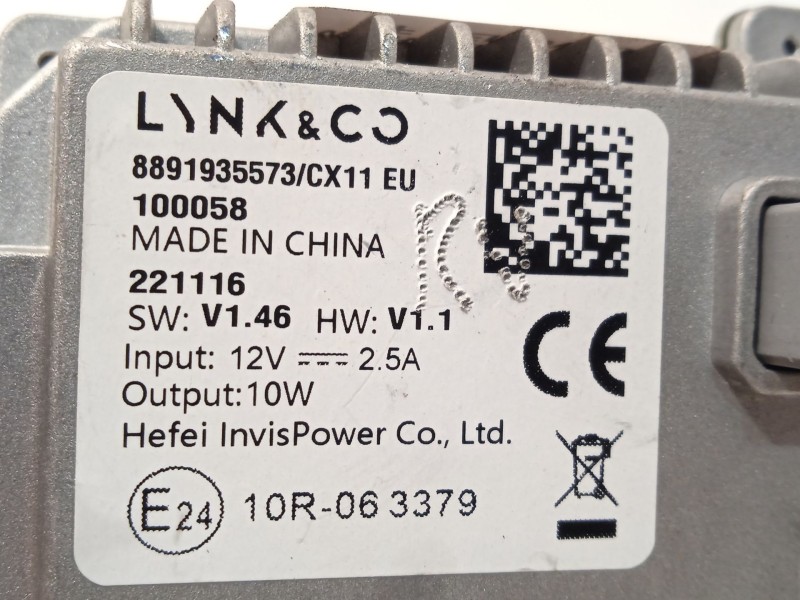 LYNK & CO
8891935573/CX11 EU
100058
MADE IN CHINA
221116
SW: V1.46 HW: V1.1
Input: 12V ⎓ 2.5A
Output:10W
Hefei InvisPower Co., Ltd.
CE
E24 10R-06 3379